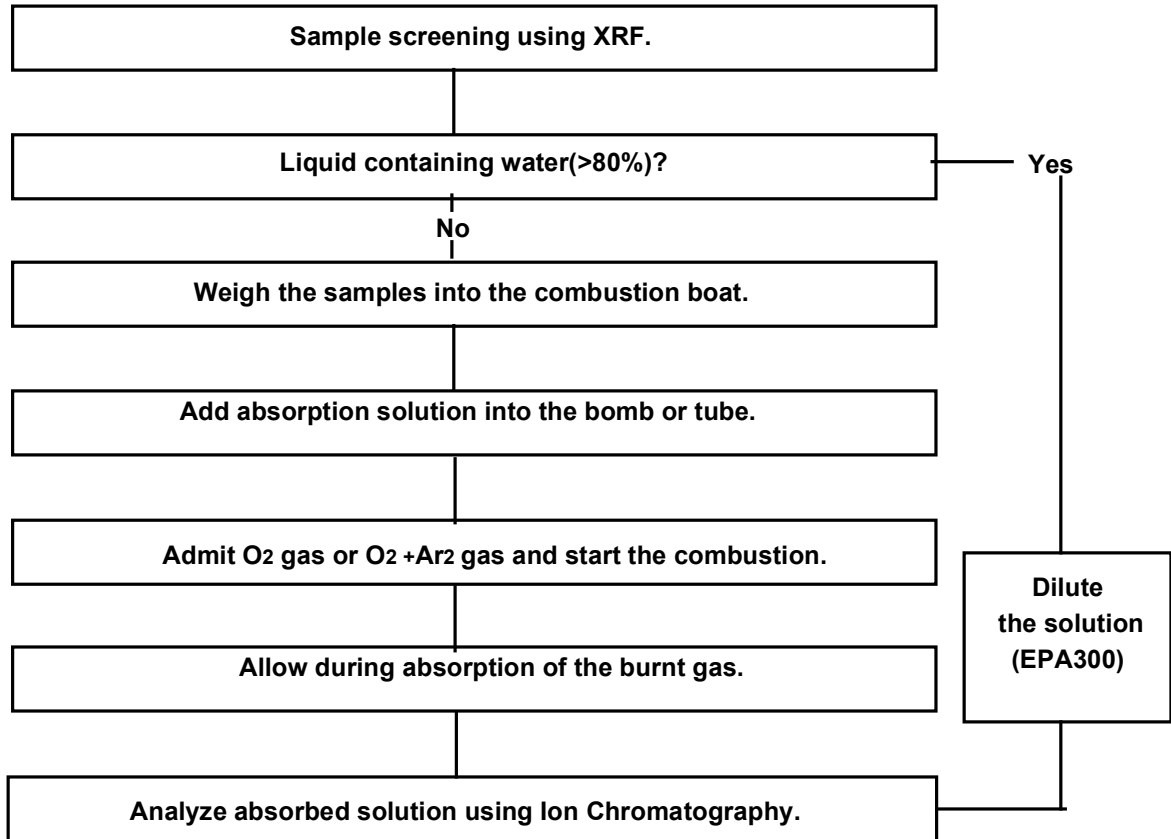 Sample screening using XRF.
Liquid containing water(>80%)?
Yes
No
Weigh the samples into the combustion boat.
Add absorption solution into the bomb or tube.
Admit O2 gas or O2 +Ar2 gas and start the combustion.
Dilute
the solution
(EPA300)
Allow during absorption of the burnt gas.
Analyze absorbed solution using Ion Chromatography.